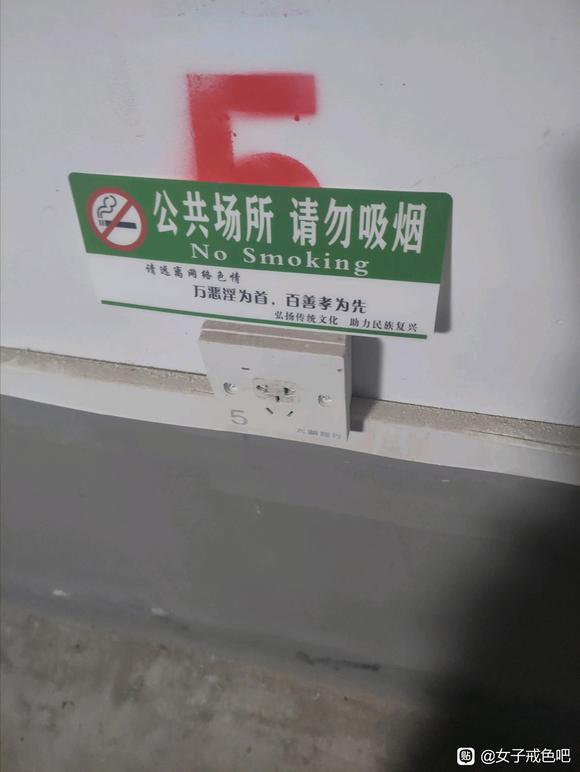 5
公共场所 请勿吸烟
No Smoking
请远离网络色情
万恶淫为首，百善孝为先
弘扬传统文化 助力民族复兴
5
贴 @女子戒色吧